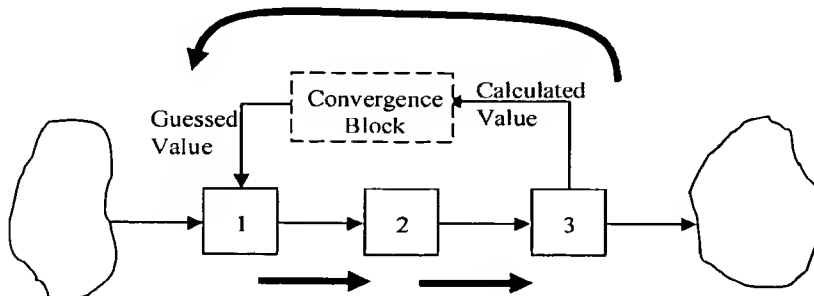 Convergence
Block
Calculated
Value
Guessed
Value
1
2
3